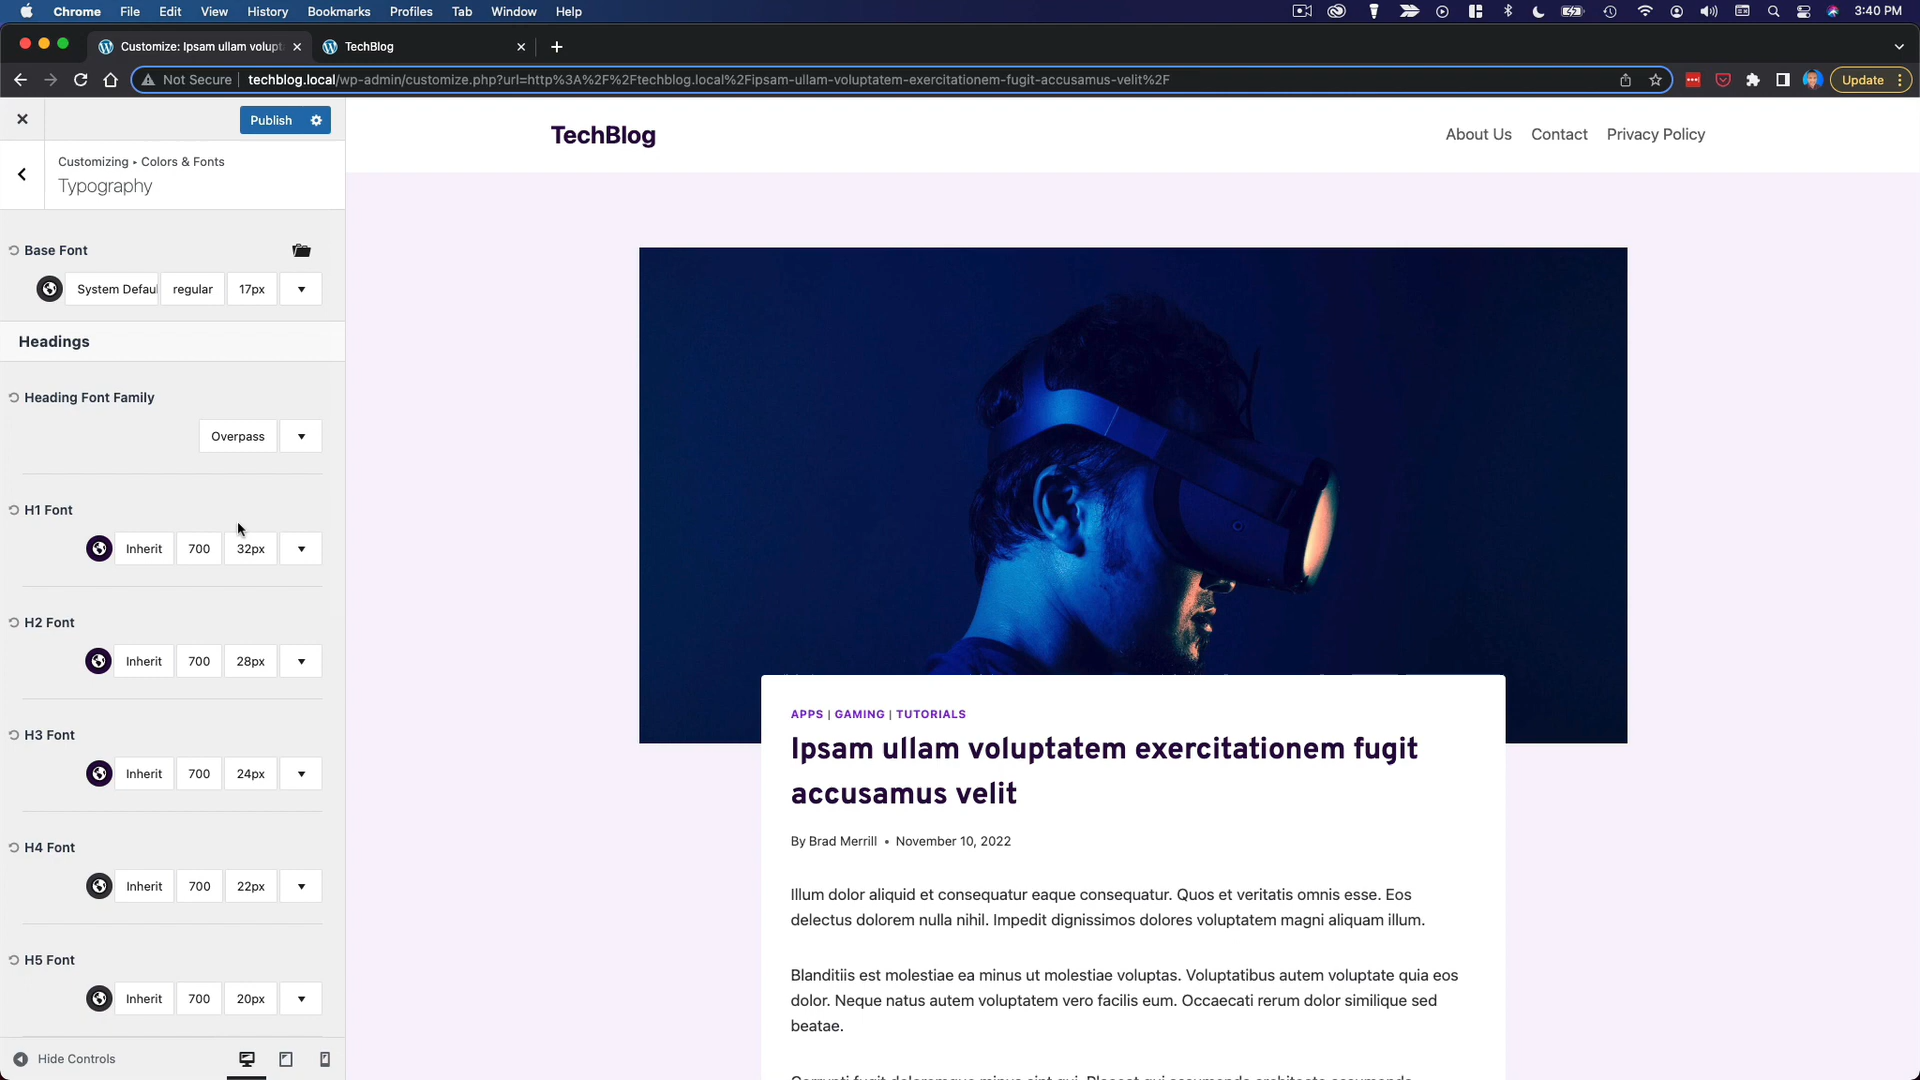 Chrome File Edit View History Bookmarks Profiles Tab Window Help 3:40 PM
Customize: Ipsam ullam volupt
TechBlog
Not Secure techblog.local/wp-admin/customize.php?url=http%3A%2F%2Ftechblog.local%2Fipsam-ullam-voluptatem-exercitationem-fugit-accusamus-velit%2F Update
Publish
Customizing ▸ Colors & Fonts
Typography
Base Font
System Defaul regular 17px
Headings
Heading Font Family
Overpass
H1 Font
Inherit 700 32px
H2 Font
Inherit 700 28px
H3 Font
Inherit 700 24px
H4 Font
Inherit 700 22px
H5 Font
Inherit 700 20px
Hide Controls
TechBlog
About Us Contact Privacy Policy
APPS | GAMING | TUTORIALS
Ipsam ullam voluptatem exercitationem fugit
accusamus velit
By Brad Merrill • November 10, 2022
Illum dolor aliquid et consequatur eaque consequatur. Quos et veritatis omnis esse. Eos
delectus dolorem nulla nihil. Impedit dignissimos dolores voluptatem magni aliquam illum.
Blanditiis est molestiae ea minus ut molestiae voluptas. Voluptatibus autem voluptate quia eos
dolor. Neque natus autem voluptatem vero facilis eum. Occaecati rerum dolor similique sed
beatae.